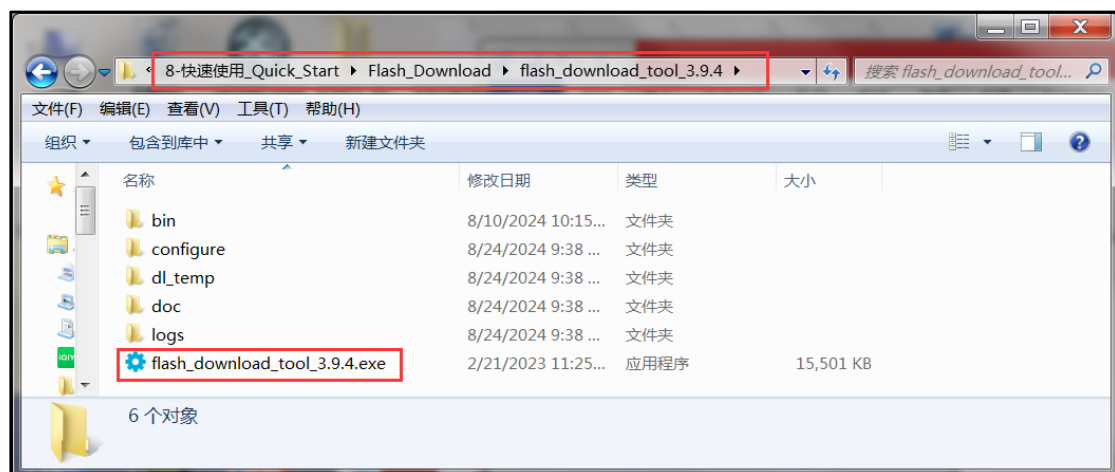 8-快速使用_Quick_Start Flash_Download flash_download_tool_3.9.4 搜索 flash_download_tool...
文件(F) 编辑(E) 查看(V) 工具(T) 帮助(H)
组织 包含到库中 共享 新建文件夹
名称 修改日期 类型 大小
bin 8/10/2024 10:15... 文件夹
configure 8/24/2024 9:38 ... 文件夹
dl_temp 8/24/2024 9:38 ... 文件夹
doc 8/24/2024 9:38 ... 文件夹
logs 8/24/2024 9:38 ... 文件夹
flash_download_tool_3.9.4.exe 2/21/2023 11:25... 应用程序 15,501 KB
6 个对象